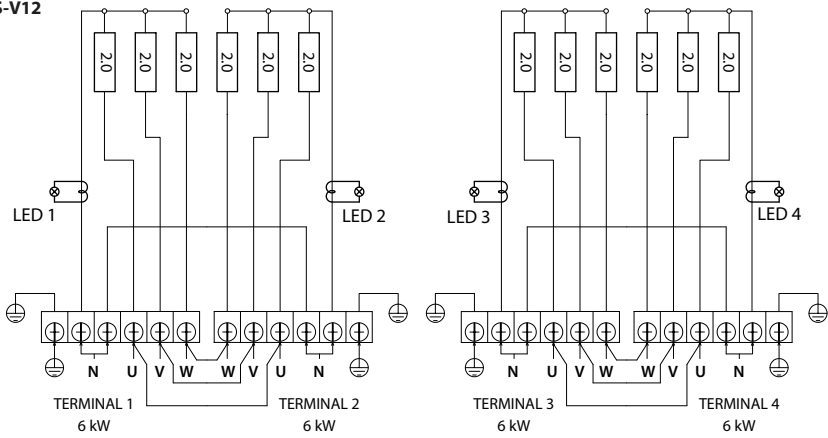 S-V12
2.0 2.0 2.0 2.0 2.0 2.0 2.0 2.0 2.0 2.0 2.0 2.0
LED 1 LED 2 LED 3 LED 4
N U V W W V U N N U V W W V U N
TERMINAL 1 TERMINAL 2 TERMINAL 3 TERMINAL 4
6 kW 6 kW 6 kW 6 kW